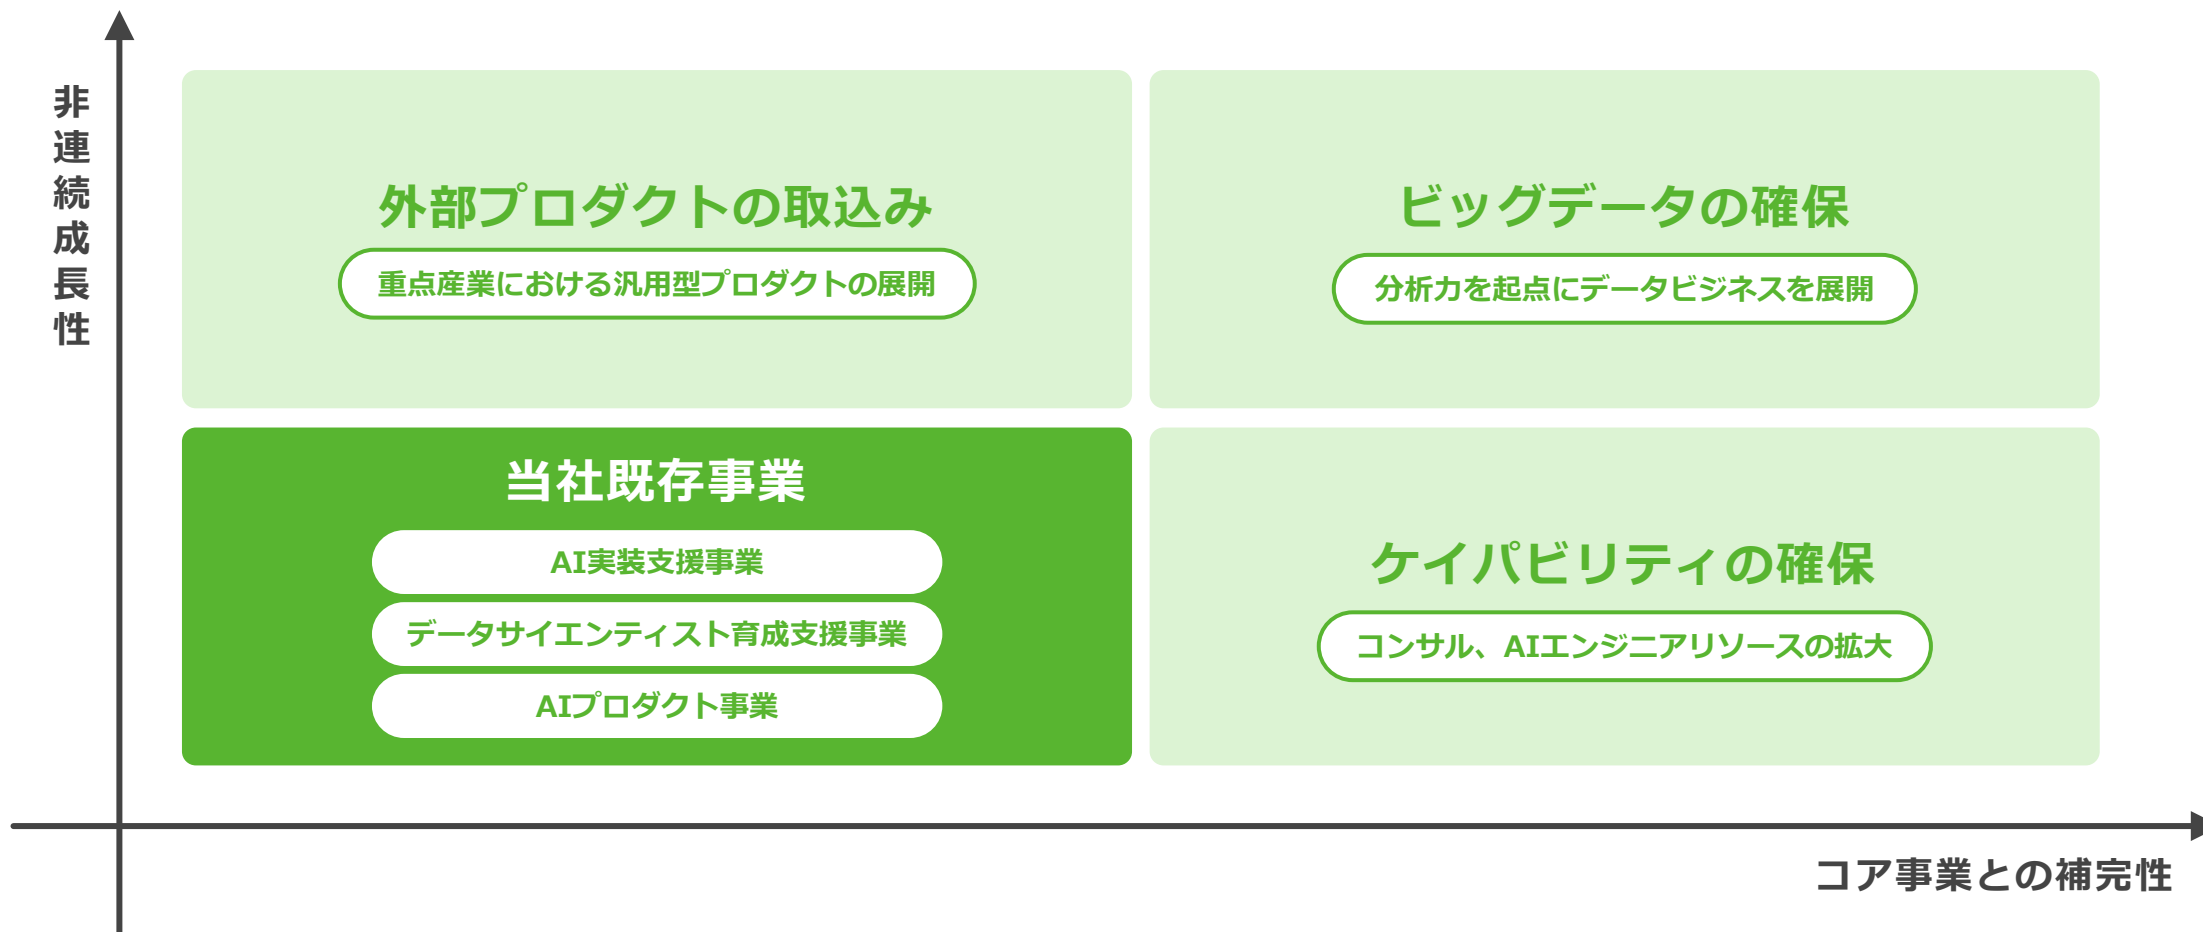 非連続成長性
外部プロダクトの取込み
重点産業における汎用型プロダクトの展開
ビッグデータの確保
分析力を起点にデータビジネスを展開
当社既存事業
AI実装支援事業
データサイエンティスト育成支援事業
AIプロダクト事業
ケイパビリティの確保
コンサル、AIエンジニアリソースの拡大
コア事業との補完性